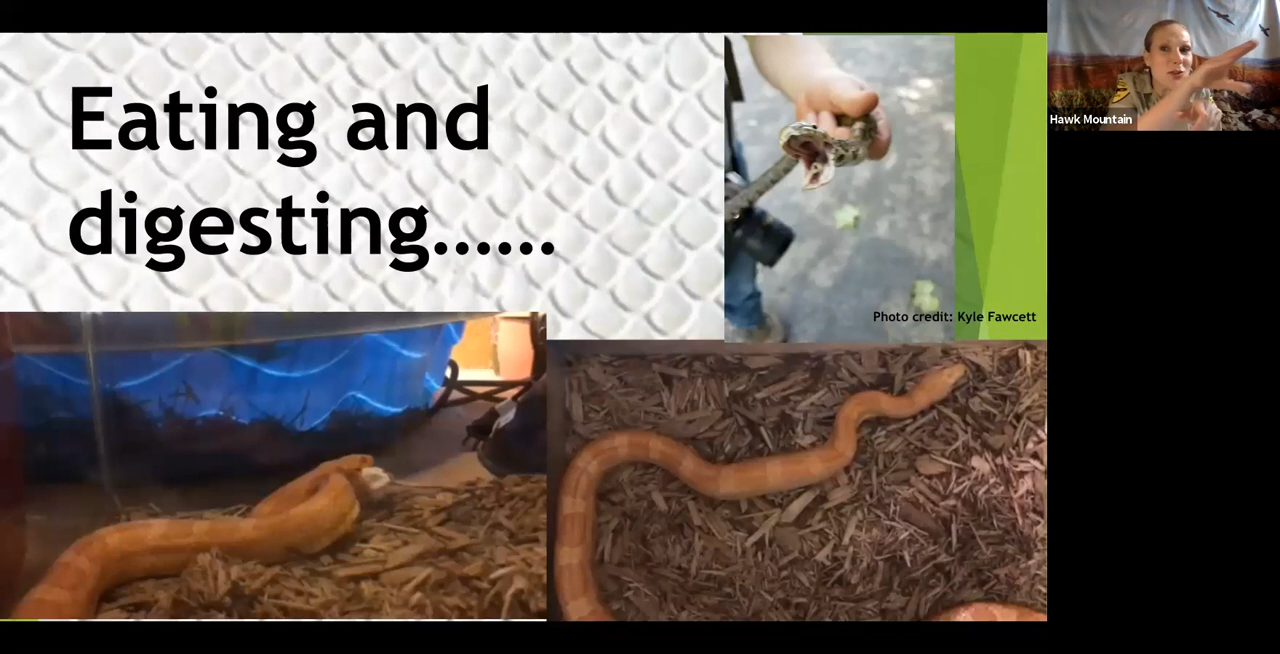 Eating and
digesting......
Photo credit: Kyle Fawcett
Hawk Mountain